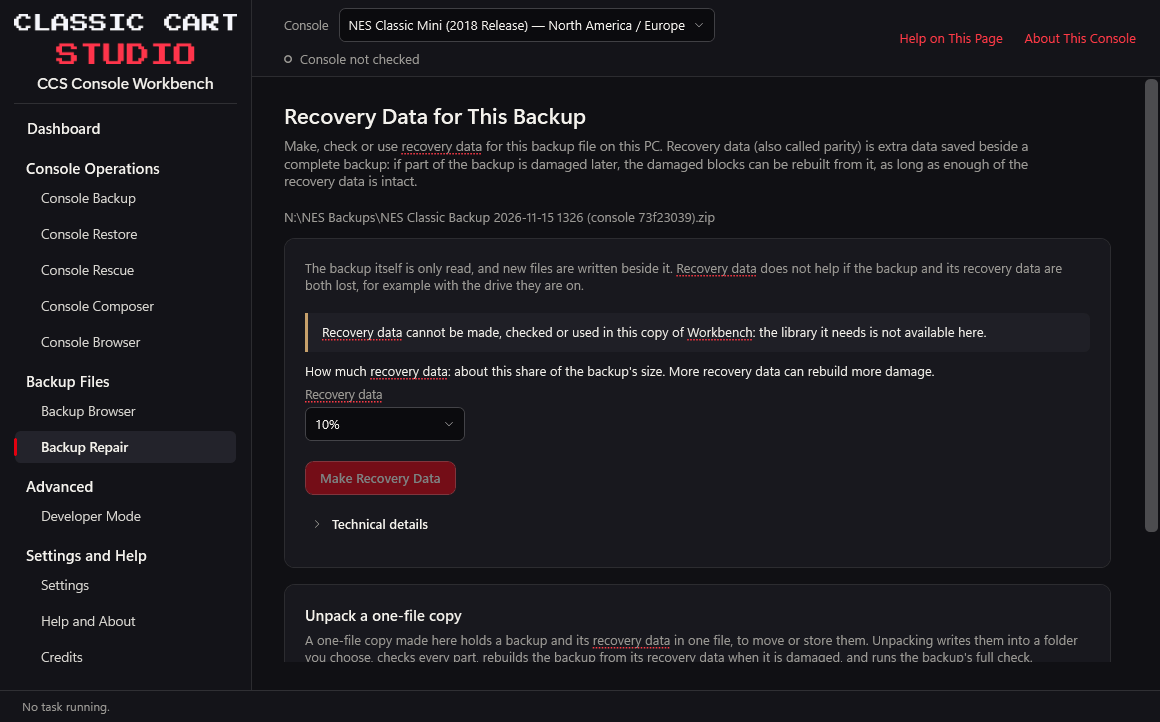 CLASSIC CART
STUDIO
CCS Console Workbench
Dashboard
Console Operations
Console Backup
Console Restore
Console Rescue
Console Composer
Console Browser
Backup Files
Backup Browser
Backup Repair
Advanced
Developer Mode
Settings and Help
Settings
Help and About
Credits
Console
NES Classic Mini (2018 Release) — North America / Europe
Console not checked
Help on This Page
About This Console
Recovery Data for This Backup
Make, check or use recovery data for this backup file on this PC. Recovery data (also called parity) is extra data saved beside a
complete backup: if part of the backup is damaged later, the damaged blocks can be rebuilt from it, as long as enough of the
recovery data is intact.
N:\NES Backups\NES Classic Backup 2026-11-15 1326 (console 73f23039).zip
The backup itself is only read, and new files are written beside it. Recovery data does not help if the backup and its recovery data are
both lost, for example with the drive they are on.
Recovery data cannot be made, checked or used in this copy of Workbench: the library it needs is not available here.
How much recovery data: about this share of the backup's size. More recovery data can rebuild more damage.
Recovery data
10%
Make Recovery Data
Technical details
Unpack a one-file copy
A one-file copy made here holds a backup and its recovery data in one file, to move or store them. Unpacking writes them into a folder
you choose, checks every part, rebuilds the backup from its recovery data when it is damaged, and runs the backup's full check.
No task running.